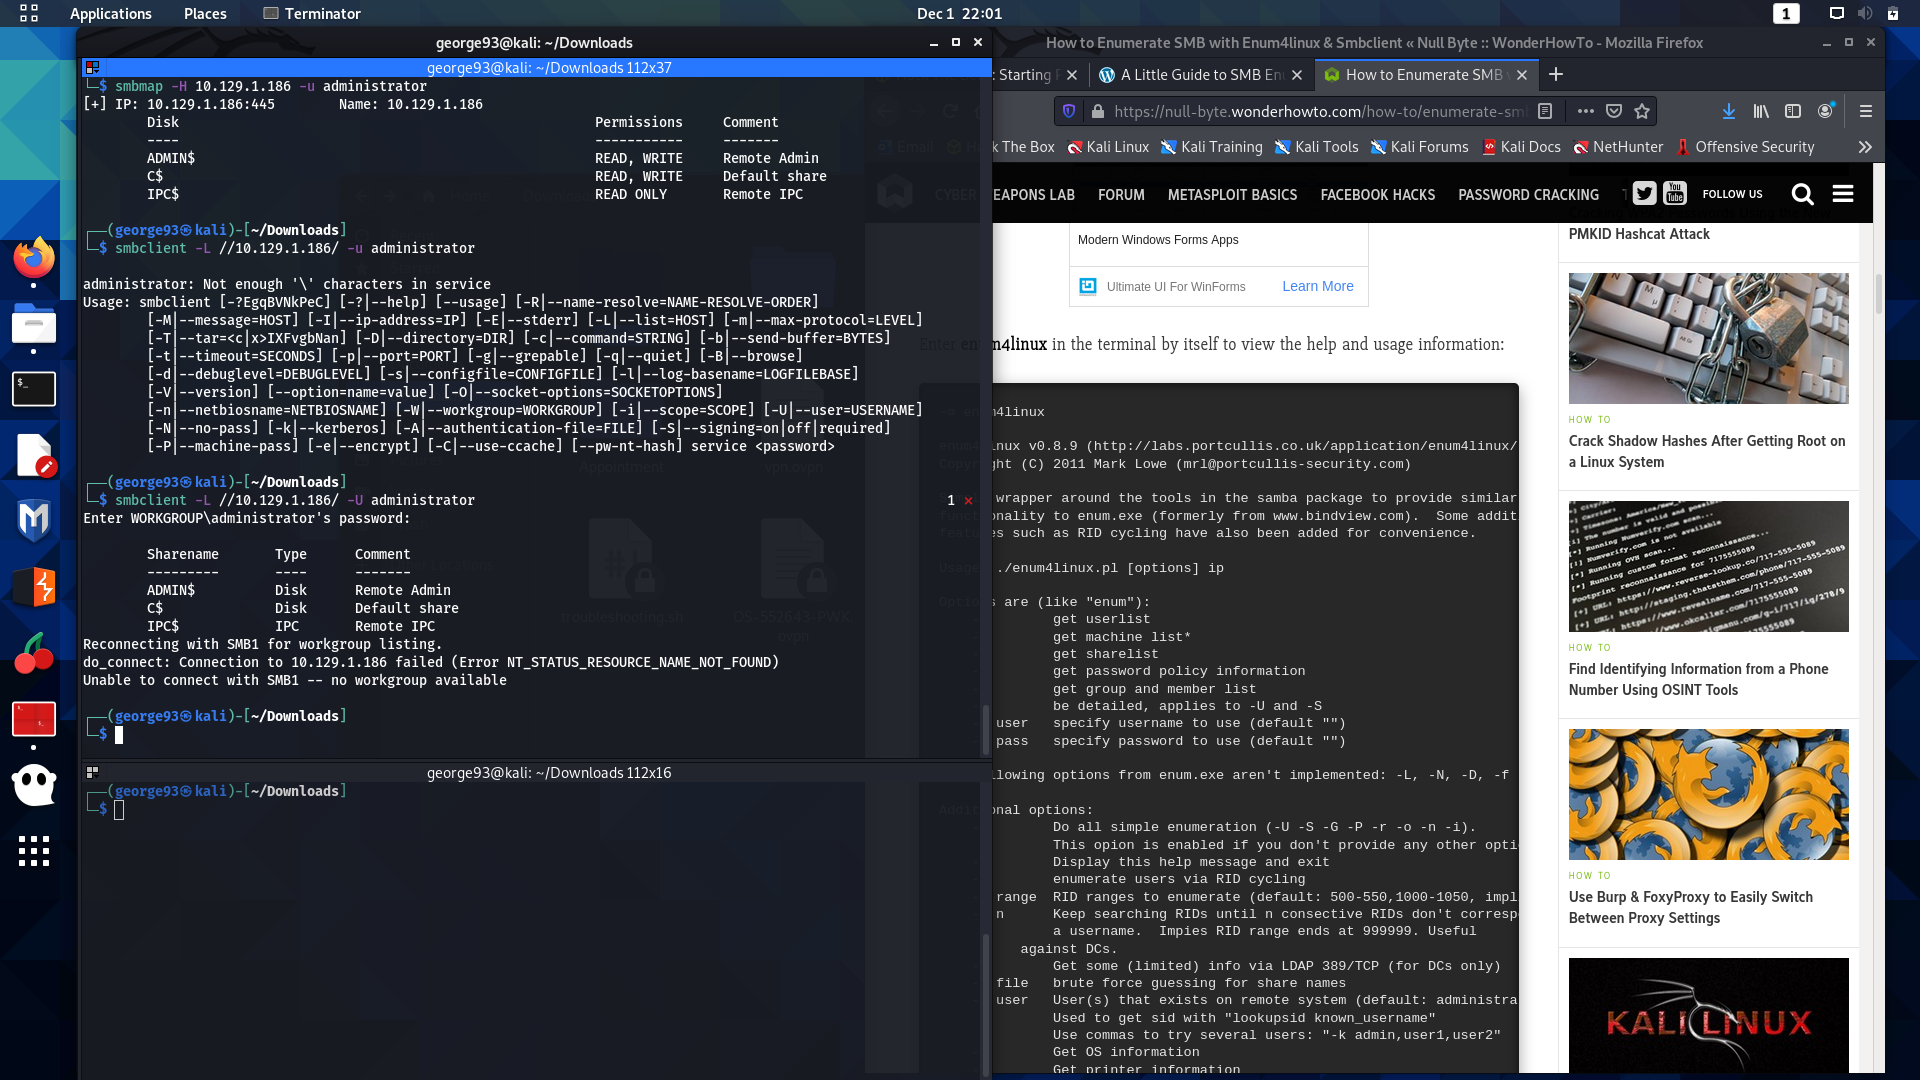 Applications Places Terminator
Dec 1 22:01
1
george93@kali: ~/Downloads
george93@kali: ~/Downloads 112x37
└─$ smbmap -H 10.129.1.186 -u administrator
[+] IP: 10.129.1.186:445 Name: 10.129.1.186
Disk Permissions Comment
---- ----------- -------
ADMIN$ READ, WRITE Remote Admin
C$ READ, WRITE Default share
IPC$ READ ONLY Remote IPC
┌──(george93㉿kali)-[~/Downloads]
└─$ smbclient -L //10.129.1.186/ -u administrator
administrator: Not enough '\' characters in service
Usage: smbclient [-?EgqBVNkPeC] [-?|--help] [--usage] [-R|--name-resolve=NAME-RESOLVE-ORDER]
[-M|--message=HOST] [-I|--ip-address=IP] [-E|--stderr] [-L|--list=HOST] [-m|--max-protocol=LEVEL]
[-T|--tar=<c|x>IXFvgbNan] [-D|--directory=DIR] [-c|--command=STRING] [-b|--send-buffer=BYTES]
[-t|--timeout=SECONDS] [-p|--port=PORT] [-g|--grepable] [-q|--quiet] [-B|--browse]
[-d|--debuglevel=DEBUGLEVEL] [-s|--configfile=CONFIGFILE] [-l|--log-basename=LOGFILEBASE]
[-V|--version] [--option=name=value] [-O|--socket-options=SOCKETOPTIONS]
[-n|--netbiosname=NETBIOSNAME] [-W|--workgroup=WORKGROUP] [-i|--scope=SCOPE] [-U|--user=USERNAME]
[-N|--no-pass] [-k|--kerberos] [-A|--authentication-file=FILE] [-S|--signing=on|off|required]
[-P|--machine-pass] [-e|--encrypt] [-C|--use-ccache] [--pw-nt-hash] service <password>
┌──(george93㉿kali)-[~/Downloads]
└─$ smbclient -L //10.129.1.186/ -U administrator 1 ⨯
Enter WORKGROUP\administrator's password:
Sharename Type Comment
--------- ---- -------
ADMIN$ Disk Remote Admin
C$ Disk Default share
IPC$ IPC Remote IPC
Reconnecting with SMB1 for workgroup listing.
do_connect: Connection to 10.129.1.186 failed (Error NT_STATUS_RESOURCE_NAME_NOT_FOUND)
Unable to connect with SMB1 -- no workgroup available
┌──(george93㉿kali)-[~/Downloads]
└─$
george93@kali: ~/Downloads 112x16
┌──(george93㉿kali)-[~/Downloads]
└─$
Appointment
vpn.ovpn
troubleshooting.sh
OS-552643-PWK.
ovpn
How to Enumerate SMB with Enum4linux & Smbclient « Null Byte :: WonderHowTo - Mozilla Firefox
: Starting P
A Little Guide to SMB En
How to Enumerate SMB
https://null-byte.wonderhowto.com/how-to/enumerate-sm
Email Hack The Box Kali Linux Kali Training Kali Tools Kali Forums Kali Docs NetHunter Offensive Security
CYBER WEAPONS LAB FORUM METASPLOIT BASICS FACEBOOK HACKS PASSWORD CRACKING T FOLLOW US
Modern Windows Forms Apps
Ultimate UI For WinForms Learn More
Enter enum4linux in the terminal by itself to view the help and usage information:
~# enum4linux
enum4linux v0.8.9 (http://labs.portcullis.co.uk/application/enum4linux/
Copyright (C) 2011 Mark Lowe (mrl@portcullis-security.com)
wrapper around the tools in the samba package to provide similar
functionality to enum.exe (formerly from www.bindview.com). Some addit
features such as RID cycling have also been added for convenience.
Usage: ./enum4linux.pl [options] ip
Options are (like "enum"):
get userlist
get machine list*
get sharelist
get password policy information
get group and member list
be detailed, applies to -U and -S
user specify username to use (default "")
pass specify password to use (default "")
llowing options from enum.exe aren't implemented: -L, -N, -D, -f
Additional options:
Do all simple enumeration (-U -S -G -P -r -o -n -i).
This opion is enabled if you don't provide any other optio
Display this help message and exit
enumerate users via RID cycling
range RID ranges to enumerate (default: 500-550,1000-1050, impl
n Keep searching RIDs until n consective RIDs don't corresp
a username. Impies RID range ends at 999999. Useful
against DCs.
Get some (limited) info via LDAP 389/TCP (for DCs only)
file brute force guessing for share names
user User(s) that exists on remote system (default: administra
Used to get sid with "lookupsid known_username"
Use commas to try several users: "-k admin,user1,user2"
Get OS information
Get printer information
PMKID Hashcat Attack
HOW TO
Crack Shadow Hashes After Getting Root on
a Linux System
HOW TO
Find Identifying Information from a Phone
Number Using OSINT Tools
HOW TO
Use Burp & FoxyProxy to Easily Switch
Between Proxy Settings
KALI LINUX